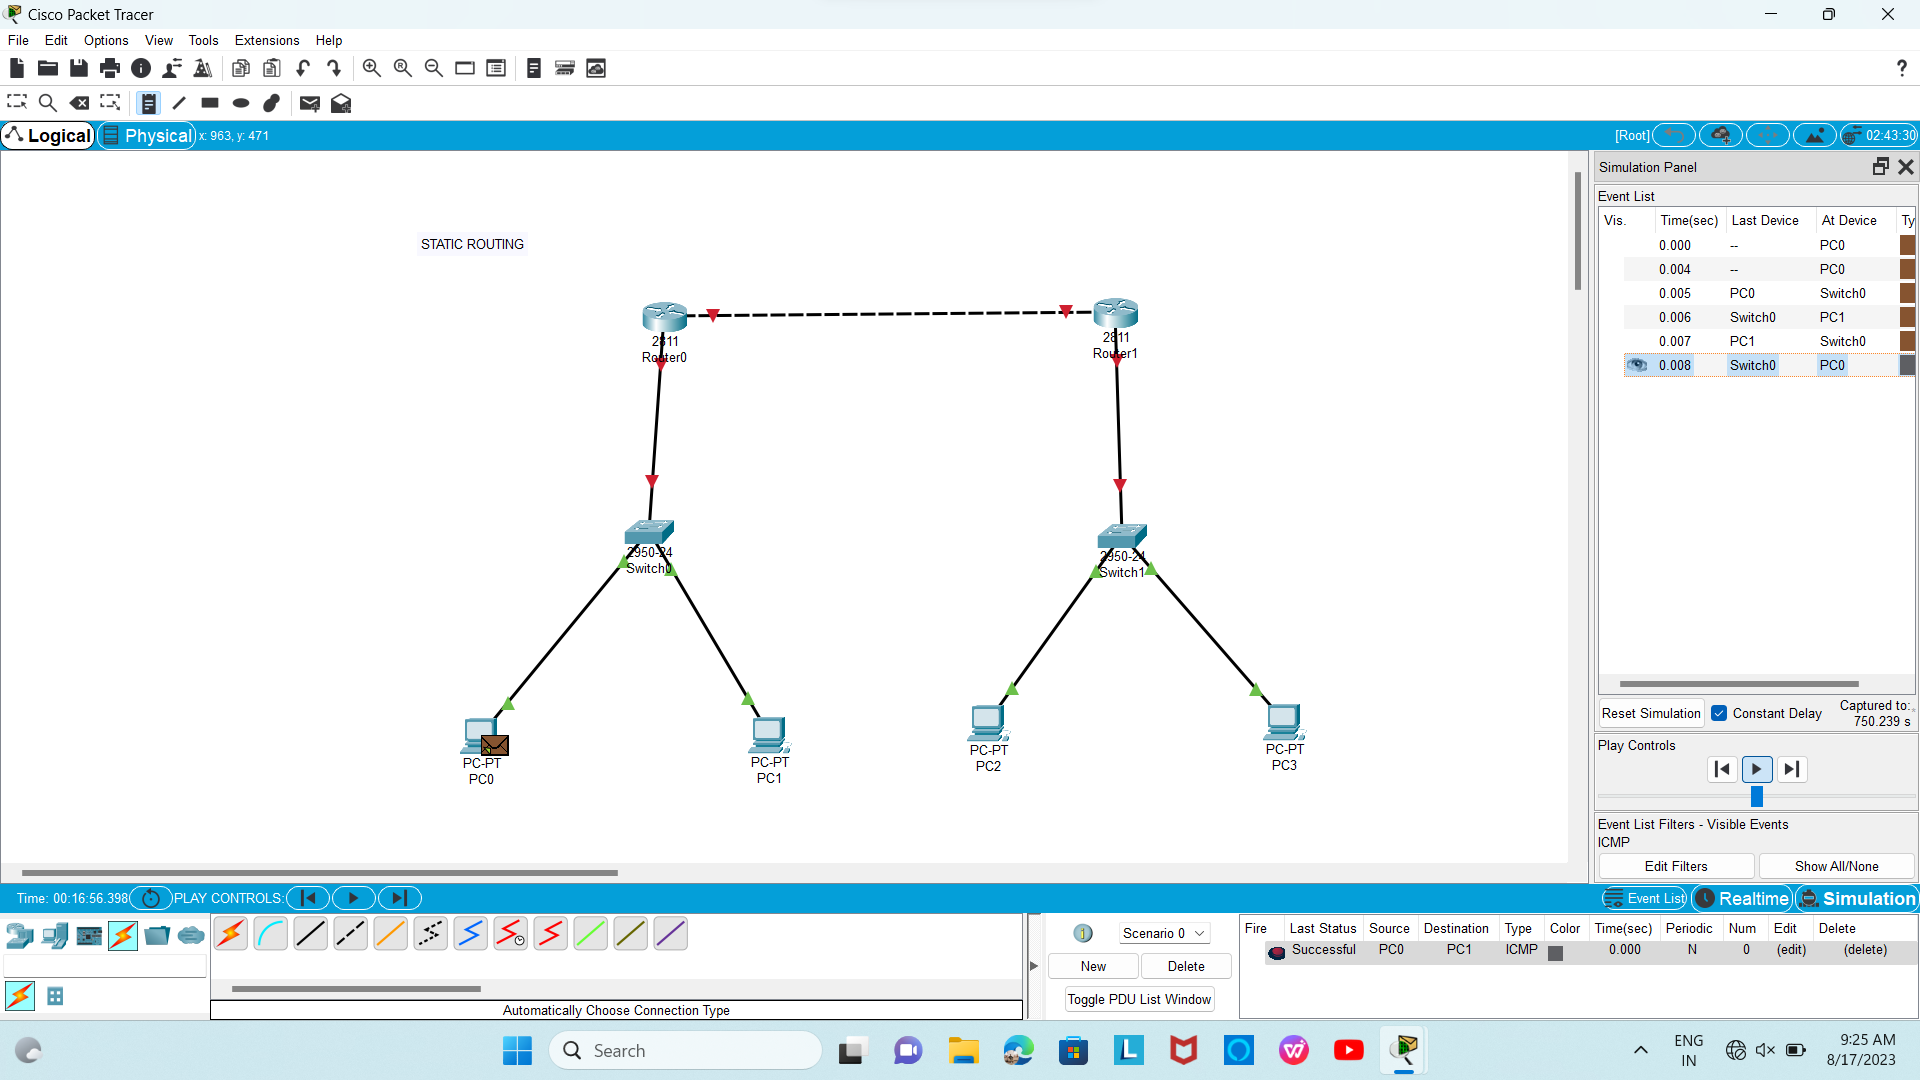 Cisco Packet Tracer
File Edit Options View Tools Extensions Help
?
Logical Physical x: 963, y: 471 [Root] 02:43:30
Simulation Panel
Event List
Vis. Time(sec) Last Device At Device Ty
0.000 -- PC0
0.004 -- PC0
0.005 PC0 Switch0
0.006 Switch0 PC1
0.007 PC1 Switch0
0.008 Switch0 PC0
STATIC ROUTING
2811
Router0
2811
Router1
2950-24
Switch0
2950-24
Switch1
PC-PT
PC0
PC-PT
PC1
PC-PT
PC2
PC-PT
PC3
Reset Simulation Constant Delay Captured to:
750.239 s
Play Controls
Event List Filters - Visible Events
ICMP
Edit Filters Show All/None
Time: 00:16:56.398 PLAY CONTROLS: Event List Realtime Simulation
Scenario 0
New Delete
Toggle PDU List Window
Fire Last Status Source Destination Type Color Time(sec) Periodic Num Edit Delete
Successful PC0 PC1 ICMP 0.000 N 0 (edit) (delete)
Automatically Choose Connection Type
Search
ENG
IN
9:25 AM
8/17/2023